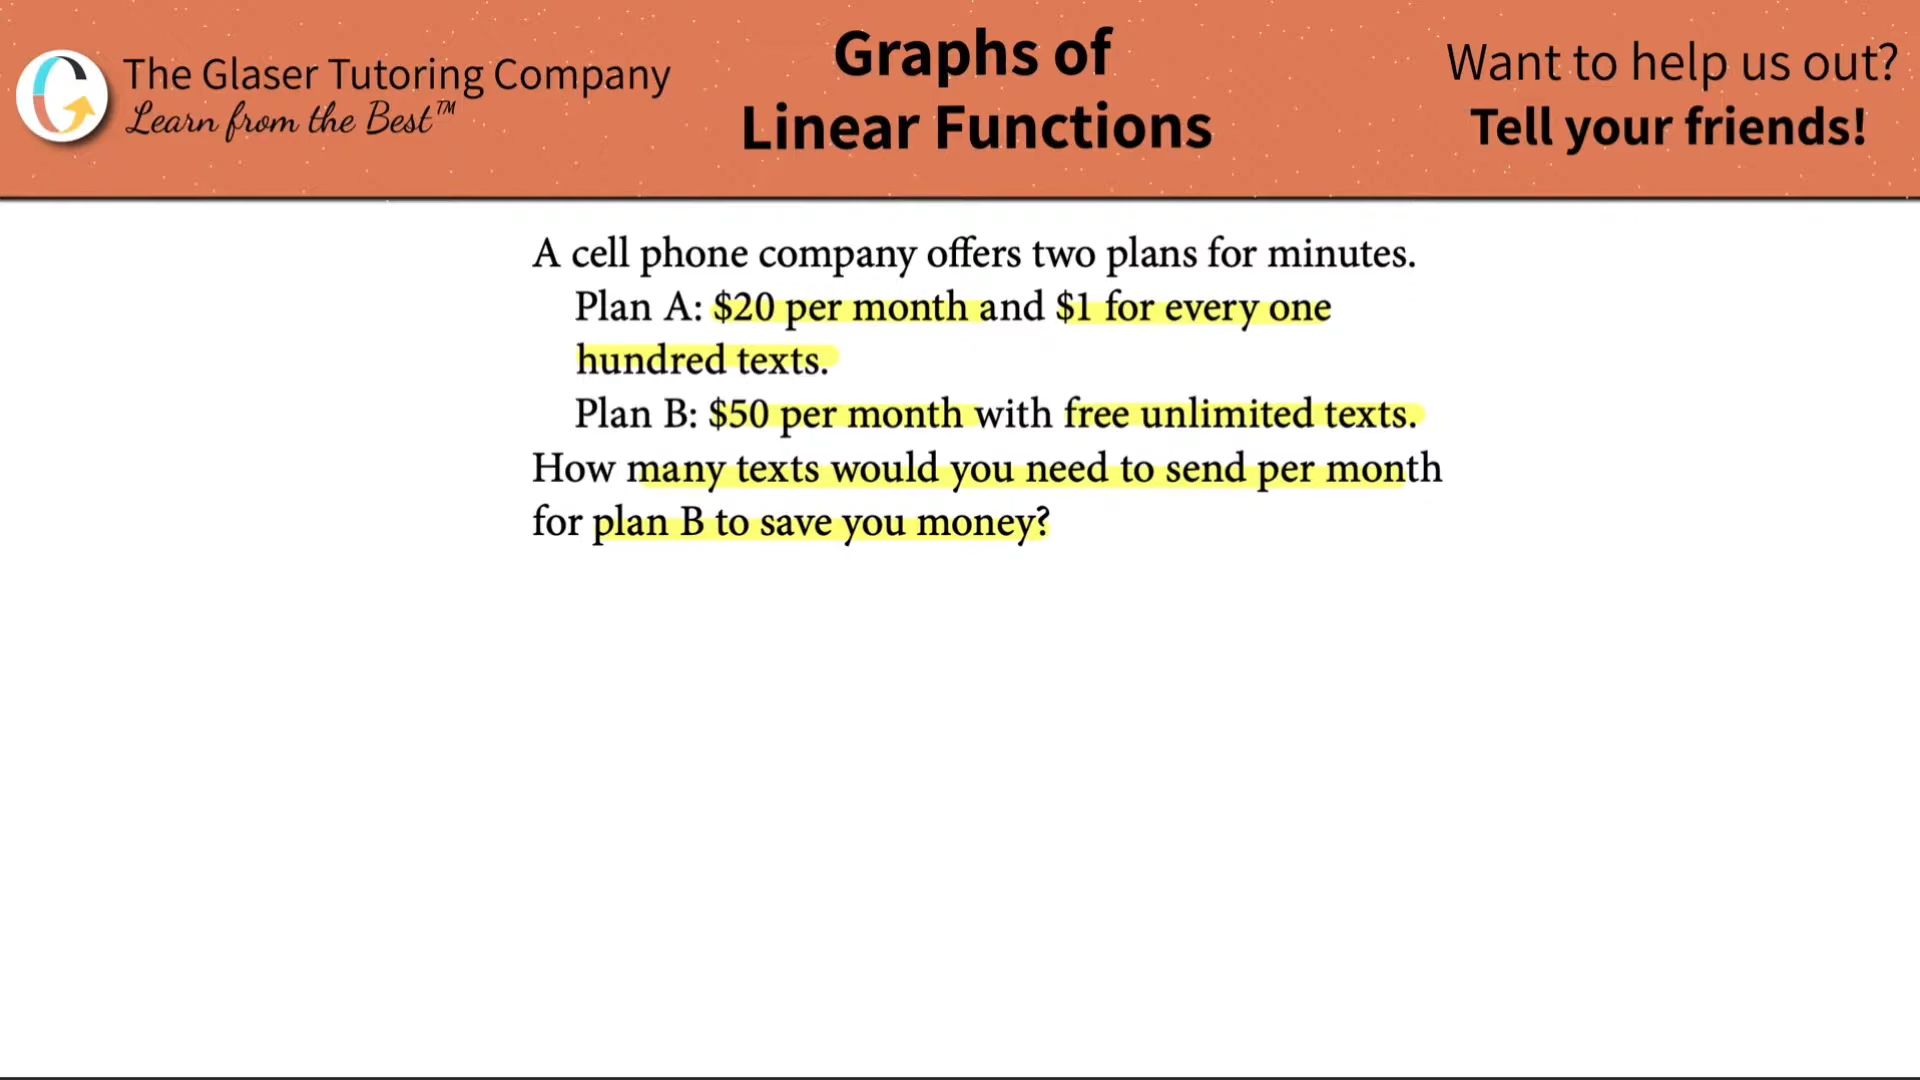 The Glaser Tutoring Company
Learn from the Best™
Graphs of
Linear Functions
Want to help us out?
Tell your friends!
A cell phone company offers two plans for minutes.
Plan A: $20 per month and $1 for every one
hundred texts.
Plan B: $50 per month with free unlimited texts.
How many texts would you need to send per month
for plan B to save you money?